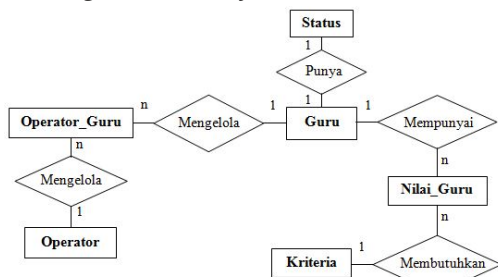 Status
1
Punya
1
n
1
1
Operator_Guru
Mengelola
Guru
Mempunyai
n
n
Mengelola
Nilai_Guru
1
n
Operator
1
Kriteria
Membutuhkan